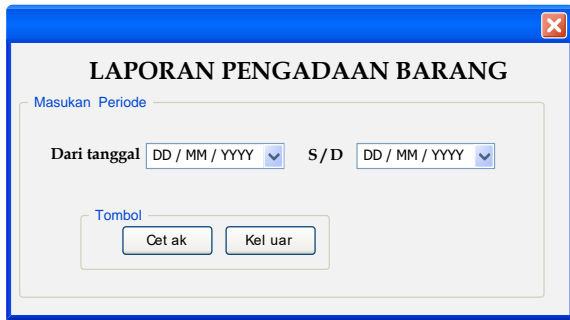 LAPORAN PENGADAAN BARANG
Masukan Periode
Dari tanggal DD / MM / YYYY S / D DD / MM / YYYY
Tombol
Cet ak Kel uar